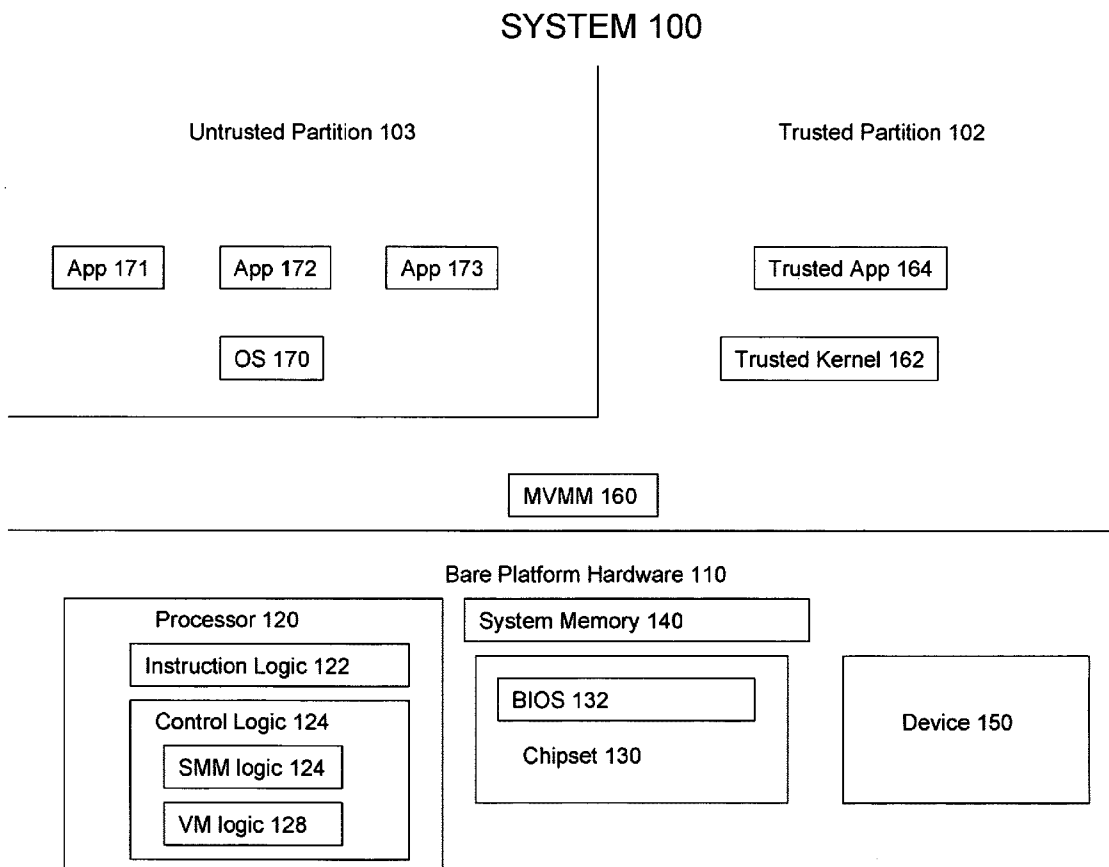 SYSTEM 100
Untrusted Partition 103
Trusted Partition 102
App 171
App 172
App 173
Trusted App 164
OS 170
Trusted Kernel 162
MVMM 160
Bare Platform Hardware 110
Processor 120
Instruction Logic 122
Control Logic 124
SMM logic 124
VM logic 128
System Memory 140
BIOS 132
Chipset 130
Device 150